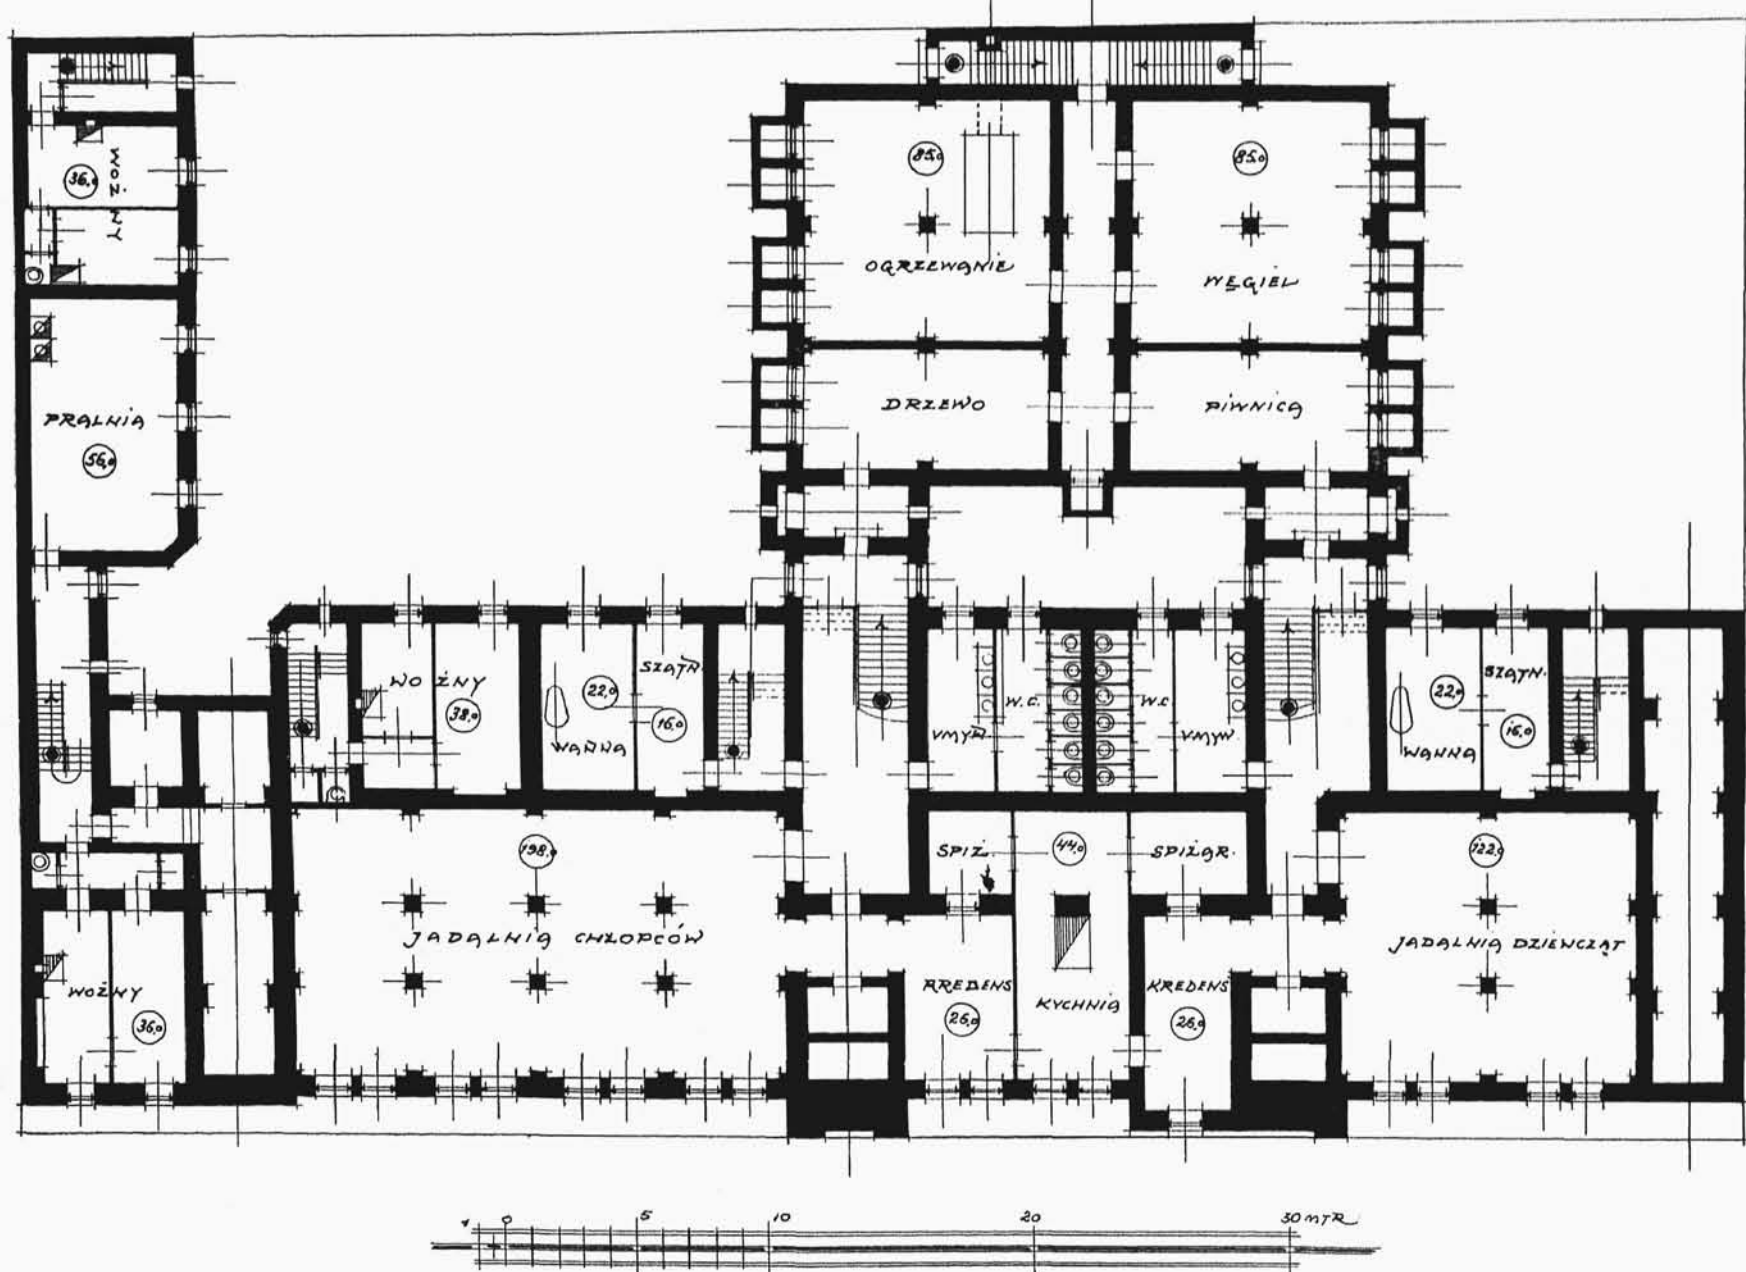 WOŹNY
36,0
85,0
85,0
OGRZEWANIE
WĘGIEL
PRALNIA
56,0
DRZEWO
PIWNICA
WOŹNY
38,0
22,0
WANNA
SZATN.
16,0
UMYW.
W.C.
W.C
UMYW.
22,0
WANNA
SZATN.
16,0
198,0
JADALNIA CHŁOPCÓW
SPIŻ.
44,0
SPIŻAR.
122,0
JADALNIA DZIEWCZĄT
WOŹNY
36,0
KREDENS
26,0
KUCHNIA
KREDENS
26,0
1 0 5 10 20 30 MTR